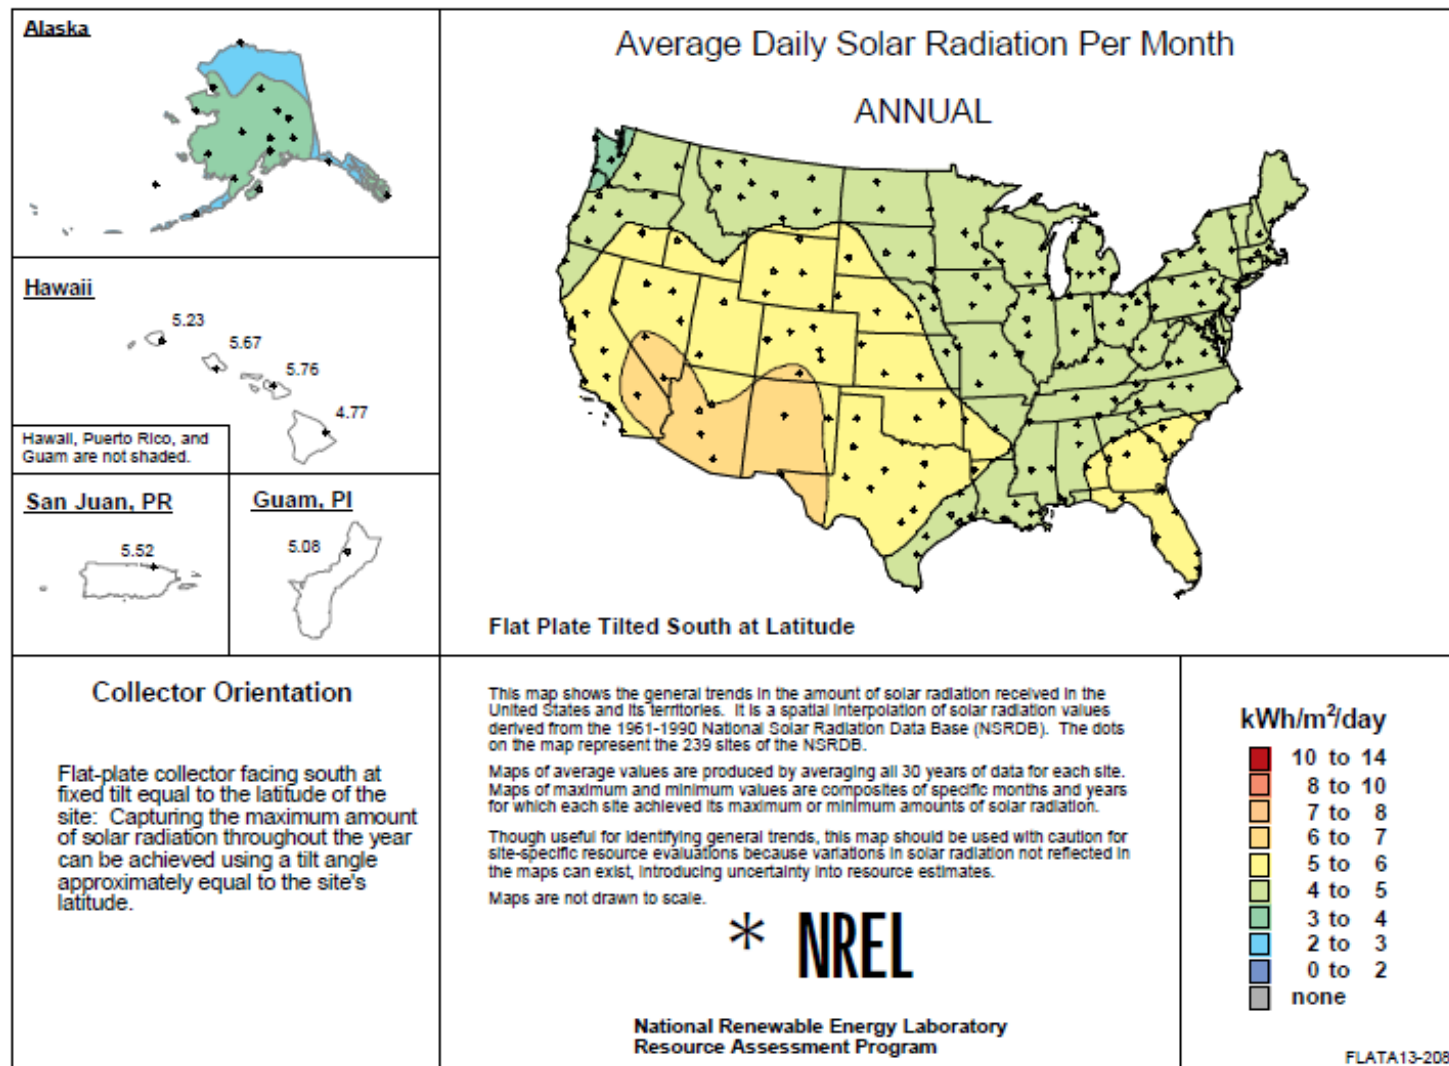 Alaska
Average Daily Solar Radiation Per Month
ANNUAL
Hawaii
5.23
5.67
5.76
4.77
Hawaii, Puerto Rico, and
Guam are not shaded.
San Juan, PR
5.52
Guam, PI
5.08
Flat Plate Tilted South at Latitude
Collector Orientation
Flat-plate collector facing south at
fixed tilt equal to the latitude of the
site: Capturing the maximum amount
of solar radiation throughout the year
can be achieved using a tilt angle
approximately equal to the site's
latitude.
This map shows the general trends in the amount of solar radiation received in the
United States and its territories. It is a spatial interpolation of solar radiation values
derived from the 1961-1990 National Solar Radiation Data Base (NSRDB). The dots
on the map represent the 239 sites of the NSRDB.
Maps of average values are produced by averaging all 30 years of data for each site.
Maps of maximum and minimum values are composites of specific months and years
for which each site achieved its maximum or minimum amounts of solar radiation.
Though useful for identifying general trends, this map should be used with caution for
site-specific resource evaluations because variations in solar radiation not reflected in
the maps can exist, introducing uncertainty into resource estimates.
Maps are not drawn to scale.
* NREL
National Renewable Energy Laboratory
Resource Assessment Program
kWh/m²/day
10 to 14
8 to 10
7 to 8
6 to 7
5 to 6
4 to 5
3 to 4
2 to 3
0 to 2
none
FLATA13-208